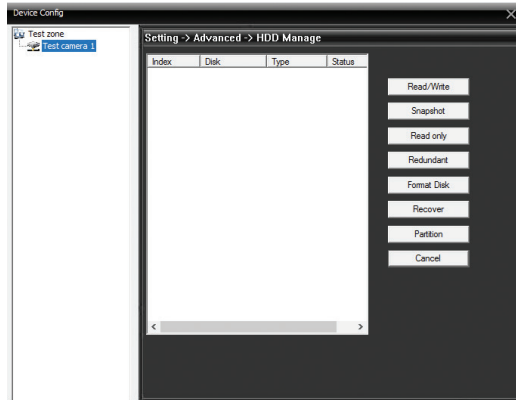 Device Config
Test zone
Test camera 1
Setting -> Advanced -> HDD Manage
Index Disk Type Status
Read/Write
Snapshot
Read only
Redundant
Format Disk
Recover
Partition
Cancel